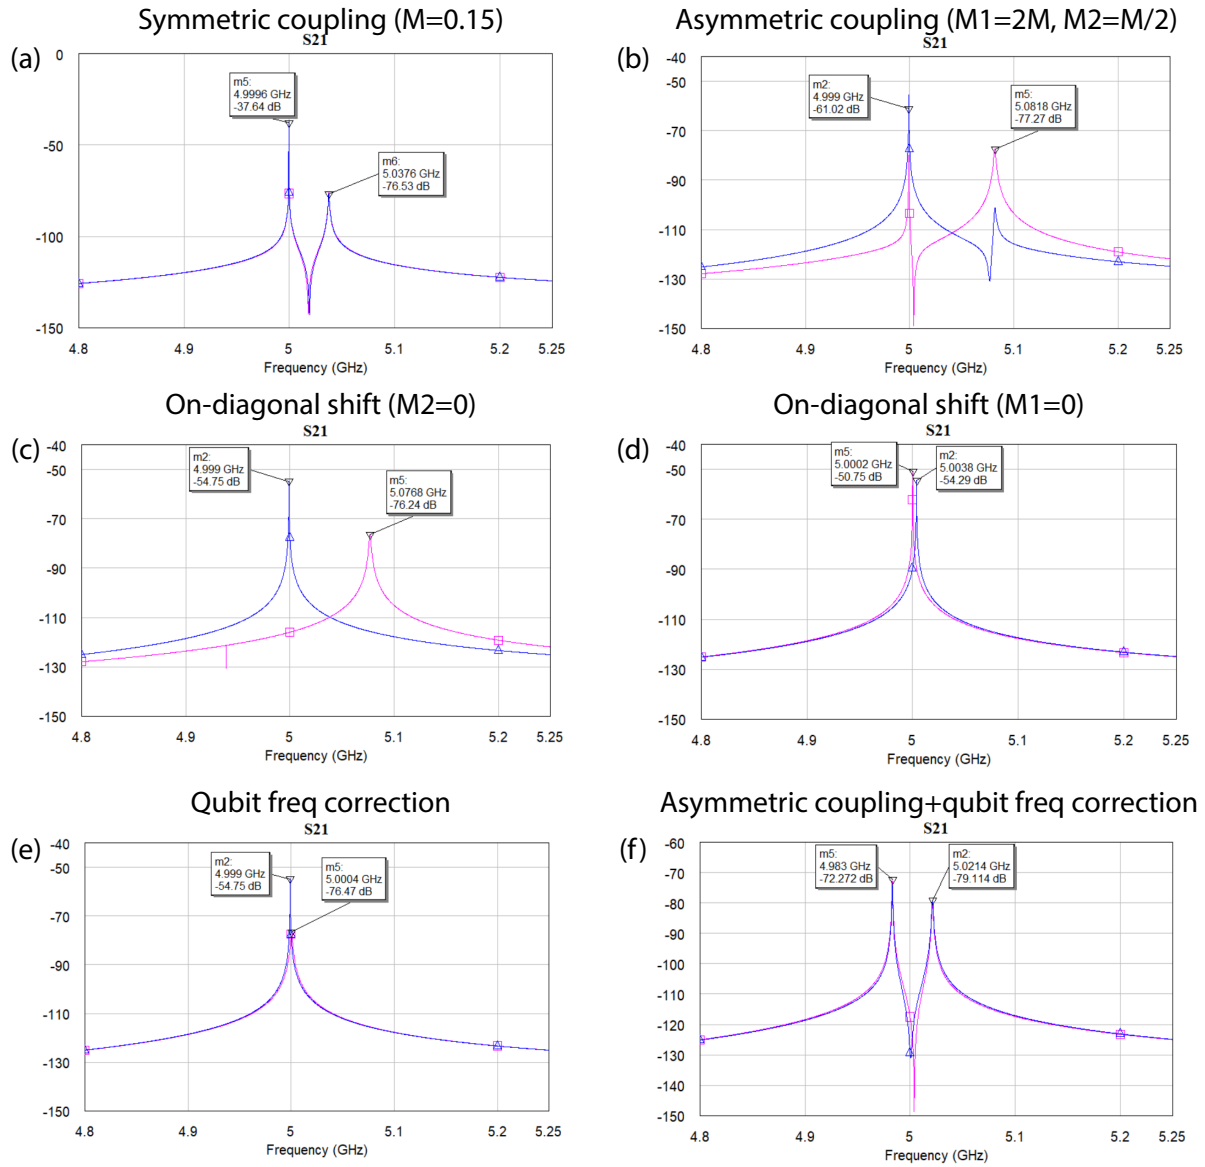 Symmetric coupling (M=0.15)
S21
(a)
m5:
4.9996 GHz
-37.64 dB
m6:
5.0376 GHz
-76.53 dB
0
-50
-100
-150
4.8
4.9
5
5.1
5.2
5.25
Frequency (GHz)
Asymmetric coupling (M1=2M, M2=M/2)
S21
(b)
m2:
4.999 GHz
-61.02 dB
m5:
5.0818 GHz
-77.27 dB
-40
-50
-70
-90
-110
-130
-150
4.8
4.9
5
5.1
5.2
5.25
Frequency (GHz)
On-diagonal shift (M2=0)
S21
(c)
m2:
4.999 GHz
-54.75 dB
m5:
5.0768 GHz
-76.24 dB
-40
-50
-70
-90
-110
-130
-150
4.8
4.9
5
5.1
5.2
5.25
Frequency (GHz)
On-diagonal shift (M1=0)
S21
(d)
m5:
5.0002 GHz
-50.75 dB
m2:
5.0038 GHz
-54.29 dB
-40
-50
-70
-90
-110
-130
-150
4.8
4.9
5
5.1
5.2
5.25
Frequency (GHz)
Qubit freq correction
S21
(e)
m2:
4.999 GHz
-54.75 dB
m5:
5.0004 GHz
-76.47 dB
-40
-50
-70
-90
-110
-130
-150
4.8
4.9
5
5.1
5.2
5.25
Frequency (GHz)
Asymmetric coupling+qubit freq correction
S21
(f)
m5:
4.983 GHz
-72.272 dB
m2:
5.0214 GHz
-79.114 dB
-60
-70
-80
-90
-100
-110
-120
-130
-140
-150
4.8
4.9
5
5.1
5.2
5.25
Frequency (GHz)